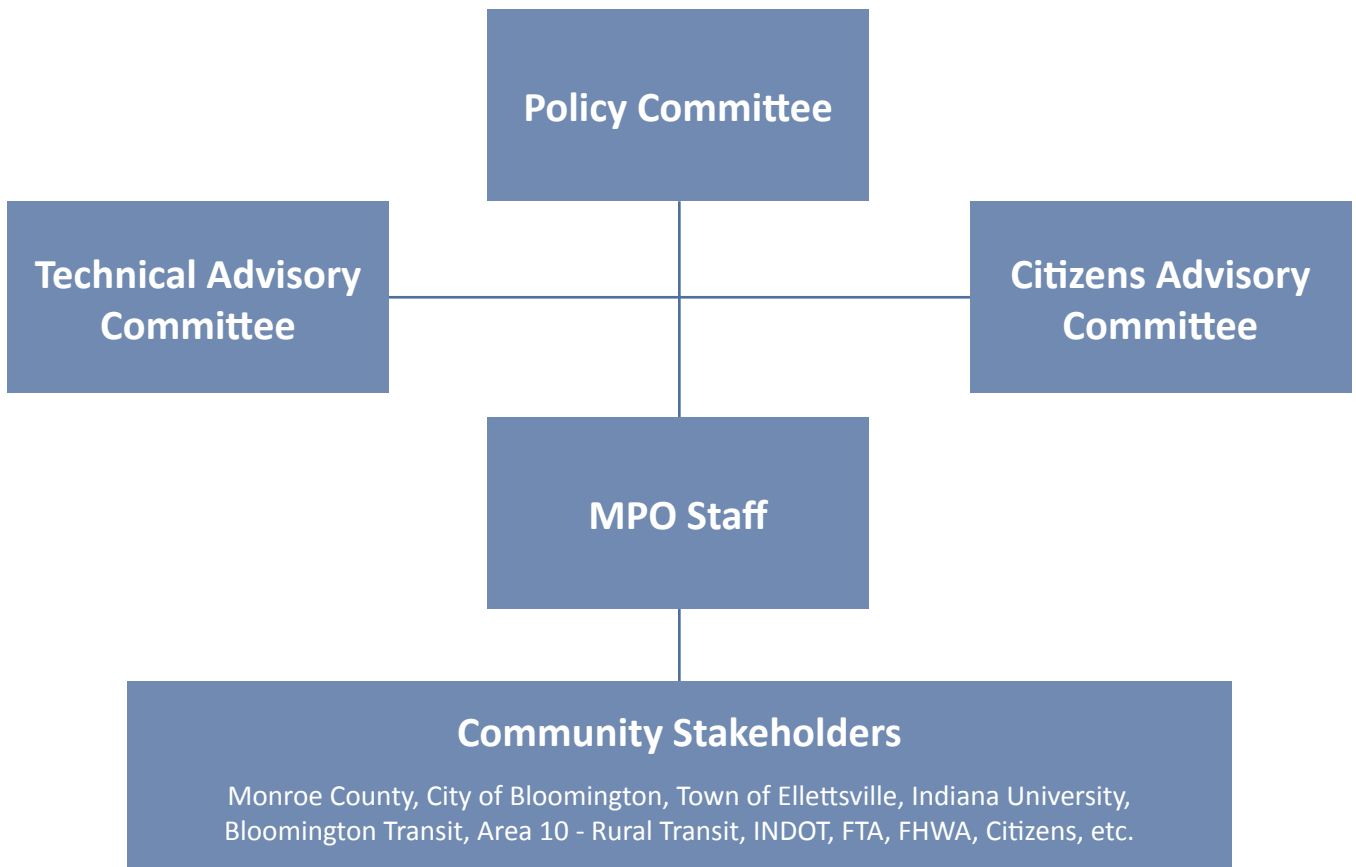 Policy Committee
Technical Advisory
Committee
Citizens Advisory
Committee
MPO Staff
Community Stakeholders
Monroe County, City of Bloomington, Town of Ellettsville, Indiana University,
Bloomington Transit, Area 10 - Rural Transit, INDOT, FTA, FHWA, Citizens, etc.